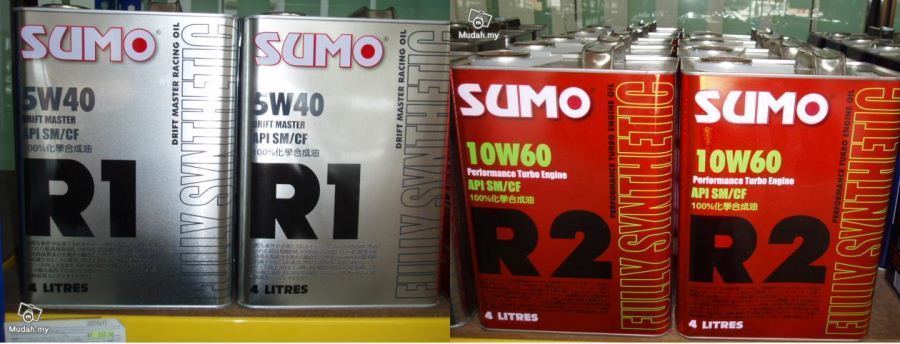 SUMO
5W40
DRIFT MASTER
API SM/CF
100%化學合成油
R1
4 LITRES
DRIFT MASTER RACING OIL
FULLY SYNTHETIC
SUMO
5W40
DRIFT MASTER
API SM/CF
100%化學合成油
R1
4 LITRES
DRIFT MASTER RACING OIL
FULLY SYNTHETIC
Mudah.my
Mudah.my
SUMO
10W60
Performance Turbo Engine
API SM/CF
100%化學合成油
R2
4 LITRES
PERFORMANCE TURBO ENGINE OIL
FULLY SYNTHETIC
SUMO
10W60
Performance Turbo Engine
API SM/CF
100%化學合成油
R2
4 LITRES
PERFORMANCE TURBO ENGINE OIL
FULLY SYNTHETIC